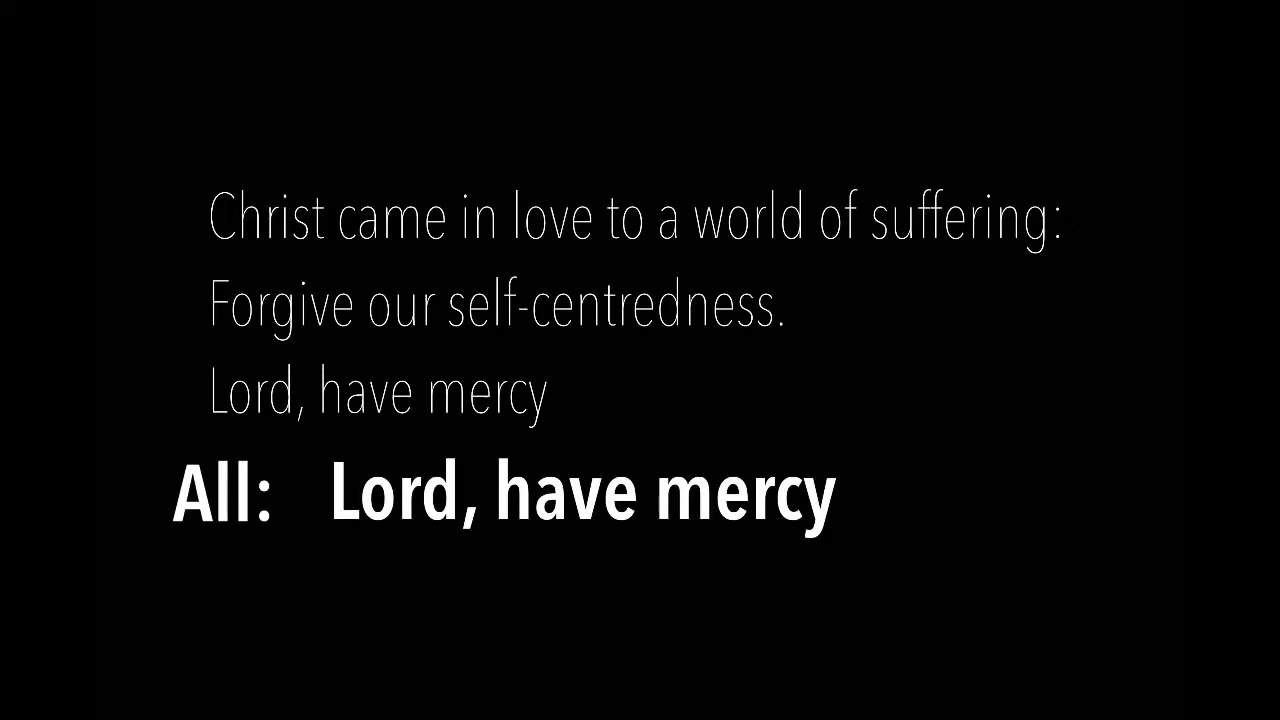 Christ came in love to a world of suffering:
Forgive our self-centredness.
Lord, have mercy
All: Lord, have mercy